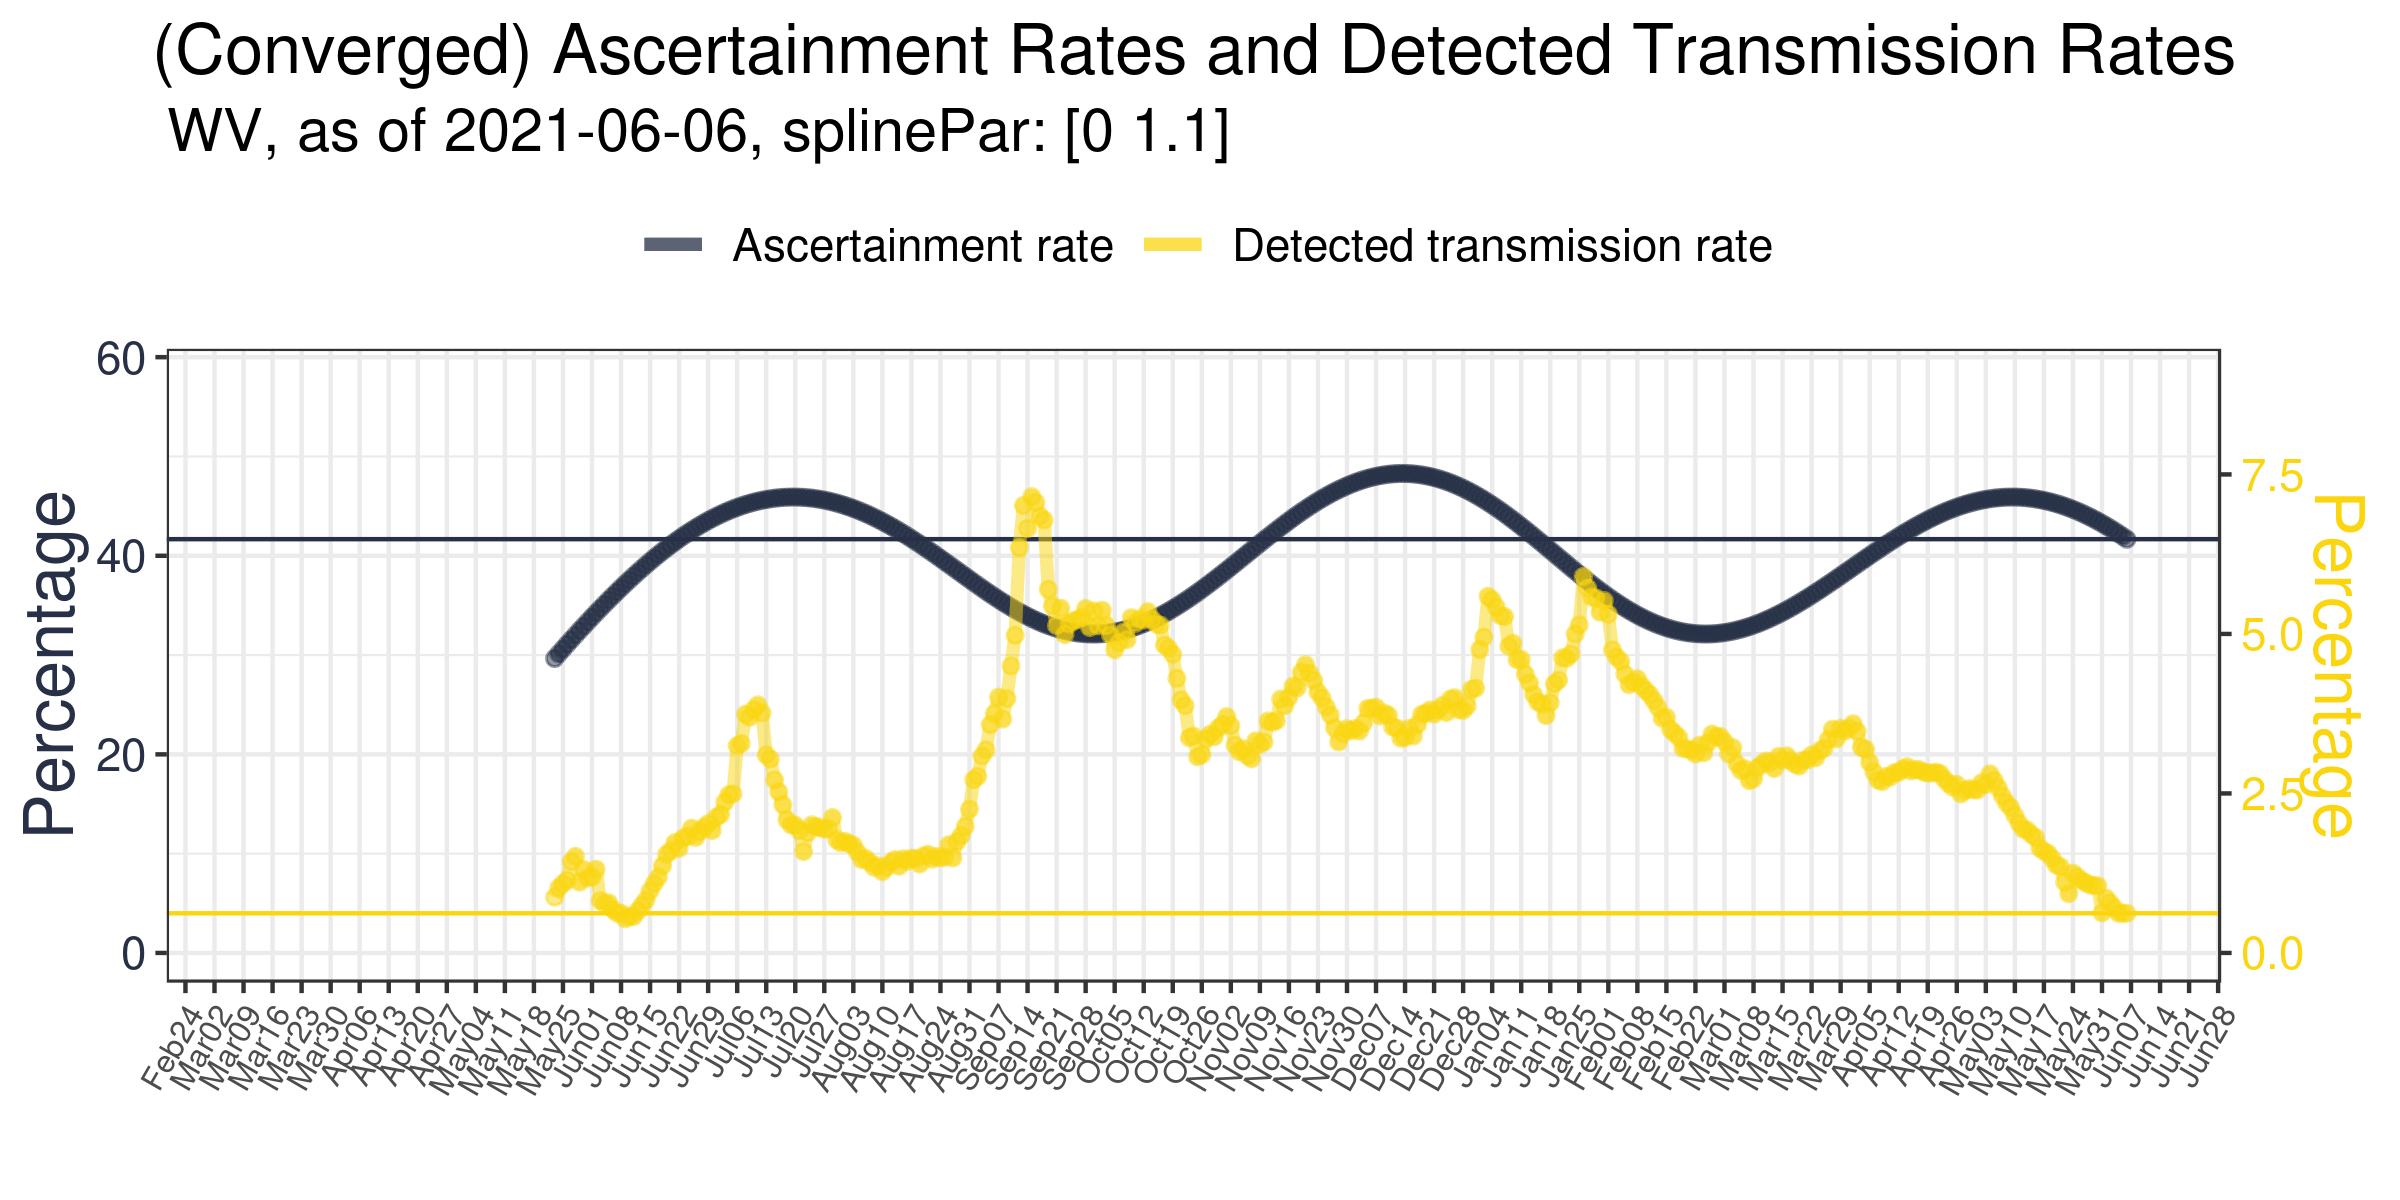 (Converged) Ascertainment Rates and Detected Transmission Rates
WV, as of 2021-06-06, splinePar: [0 1.1]
Ascertainment rate
Detected transmission rate
Percentage
60
40
20
0
7.5
5.0
2.5
0.0
Percentage
Feb24
Mar02
Mar09
Mar16
Mar23
Mar30
Apr06
Apr13
Apr20
Apr27
May04
May11
May18
May25
Jun01
Jun08
Jun15
Jun22
Jun29
Jul06
Jul13
Jul20
Jul27
Aug03
Aug10
Aug17
Aug24
Aug31
Sep07
Sep14
Sep21
Sep28
Oct05
Oct12
Oct19
Oct26
Nov02
Nov09
Nov16
Nov23
Nov30
Dec07
Dec14
Dec21
Dec28
Jan04
Jan11
Jan18
Jan25
Feb01
Feb08
Feb15
Feb22
Mar01
Mar08
Mar15
Mar22
Mar29
Apr05
Apr12
Apr19
Apr26
May03
May10
May17
May24
May31
Jun07
Jun14
Jun21
Jun28